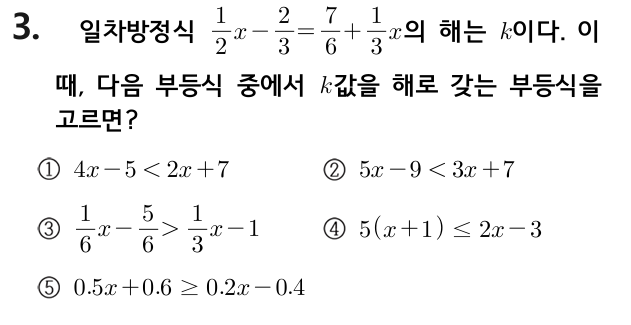 3. 일차방정식 \frac{1}{2}x-\frac{2}{3}=\frac{7}{6}+\frac{1}{3}x의 해는 k이다. 이
때, 다음 부등식 중에서 k값을 해로 갖는 부등식을
고르면?
① 4x-5<2x+7 ② 5x-9<3x+7
③ \frac{1}{6}x-\frac{5}{6}>\frac{1}{3}x-1 ④ 5(x+1)≤2x-3
⑤ 0.5x+0.6≥0.2x-0.4